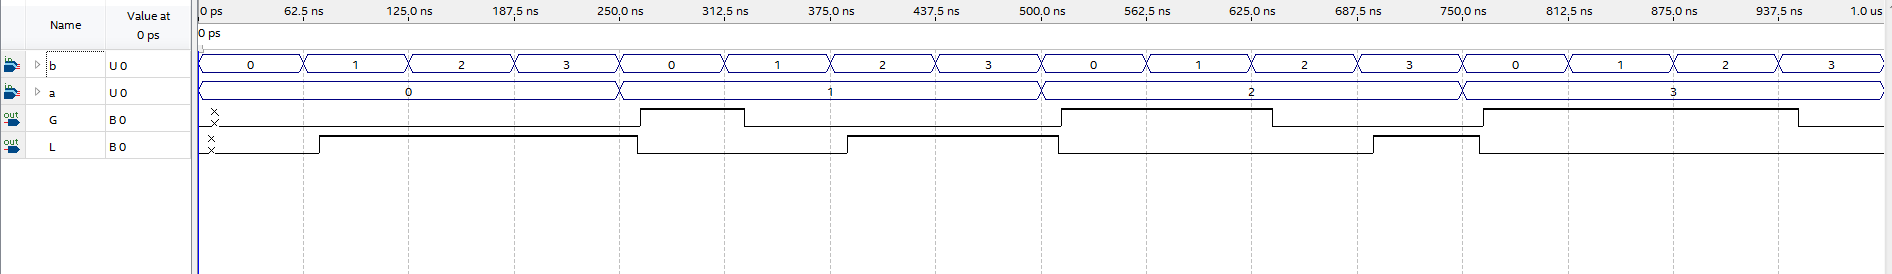 Name
Value at
0 ps
0 ps 62.5 ns 125.0 ns 187.5 ns 250.0 ns 312.5 ns 375.0 ns 437.5 ns 500.0 ns 562.5 ns 625.0 ns 687.5 ns 750.0 ns 812.5 ns 875.0 ns 937.5 ns 1.0 us
0 ps
in b U 0 0 1 2 3 0 1 2 3 0 1 2 3 0 1 2 3
in a U 0 0 1 2 3
out G B 0
out L B 0